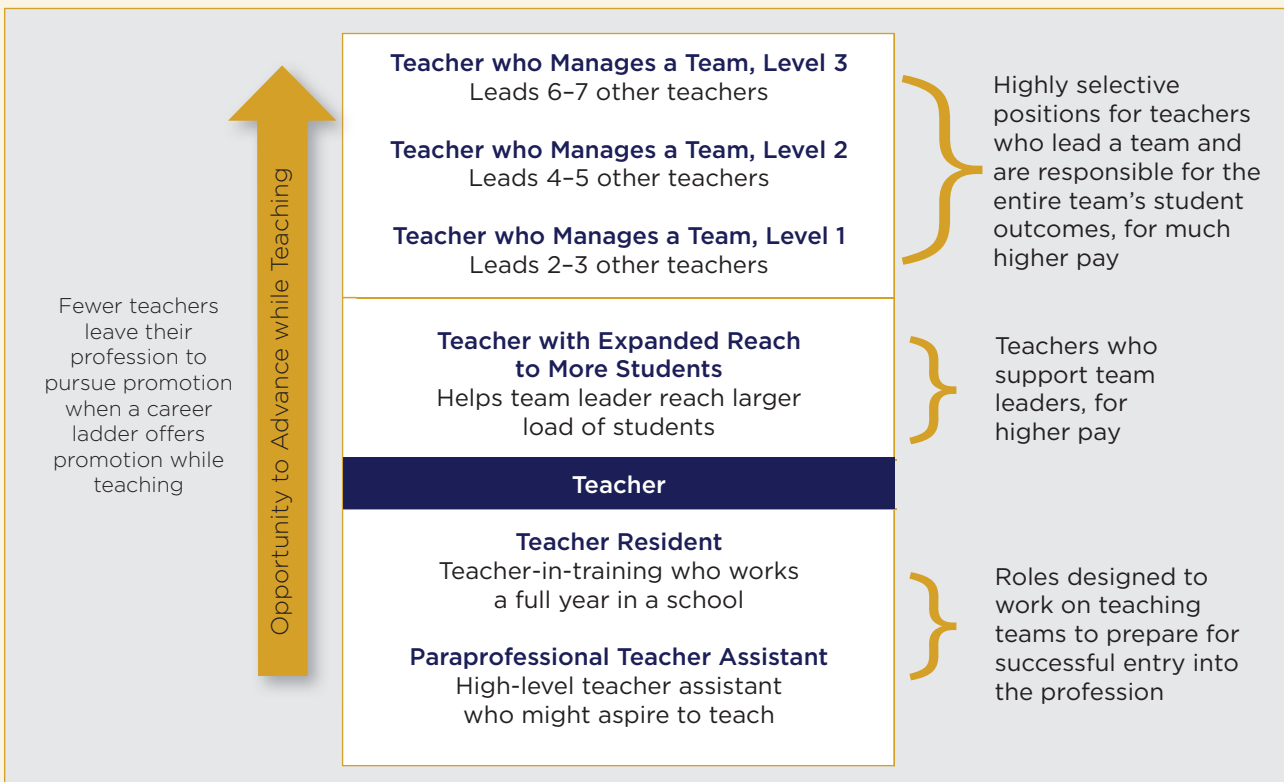 Fewer teachers
leave their
profession to
pursue promotion
when a career
ladder offers
promotion while
teaching
Opportunity to Advance while Teaching
Teacher who Manages a Team, Level 3
Leads 6–7 other teachers
Teacher who Manages a Team, Level 2
Leads 4–5 other teachers
Teacher who Manages a Team, Level 1
Leads 2–3 other teachers
Highly selective
positions for teachers
who lead a team and
are responsible for the
entire team’s student
outcomes, for much
higher pay
Teacher with Expanded Reach
to More Students
Helps team leader reach larger
load of students
Teachers who
support team
leaders, for
higher pay
Teacher
Teacher Resident
Teacher-in-training who works
a full year in a school
Paraprofessional Teacher Assistant
High-level teacher assistant
who might aspire to teach
Roles designed to
work on teaching
teams to prepare for
successful entry into
the profession